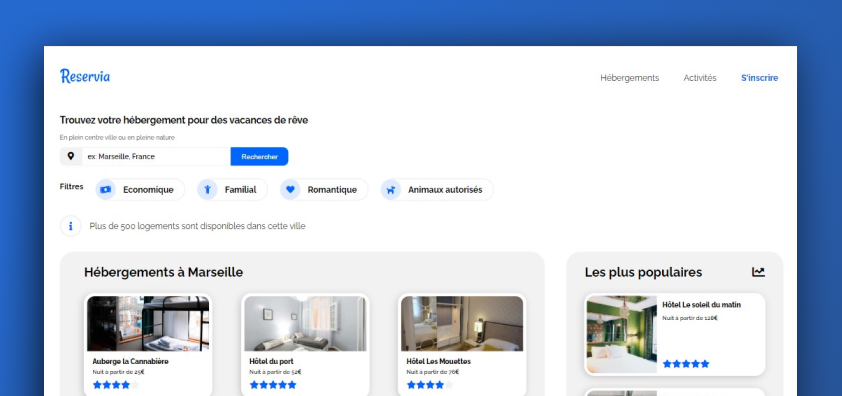 Reservia
Hébergements Activités S'inscrire
Trouvez votre hébergement pour des vacances de rêve
En plein centre ville ou en pleine nature
ex: Marseille, France Rechercher
Filtres Economique Familial Romantique Animaux autorisés
Plus de 500 logements sont disponibles dans cette ville
Hébergements à Marseille
Auberge la Cannabière
Nuit à partir de 25€
Hôtel du port
Nuit à partir de 52€
Hôtel Les Mouettes
Nuit à partir de 76€
Les plus populaires
Hôtel Le soleil du matin
Nuit à partir de 128€